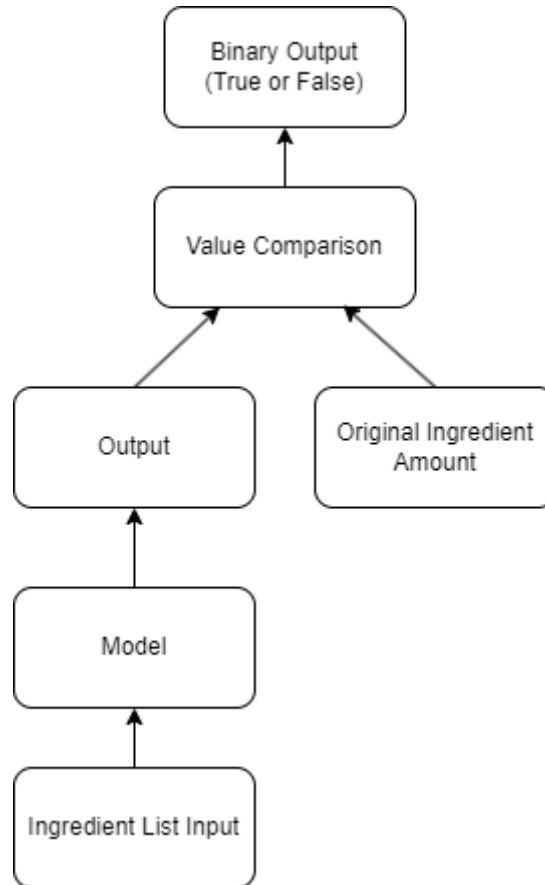 Binary Output
(True or False)
Value Comparison
Output
Original Ingredient
Amount
Model
Ingredient List Input